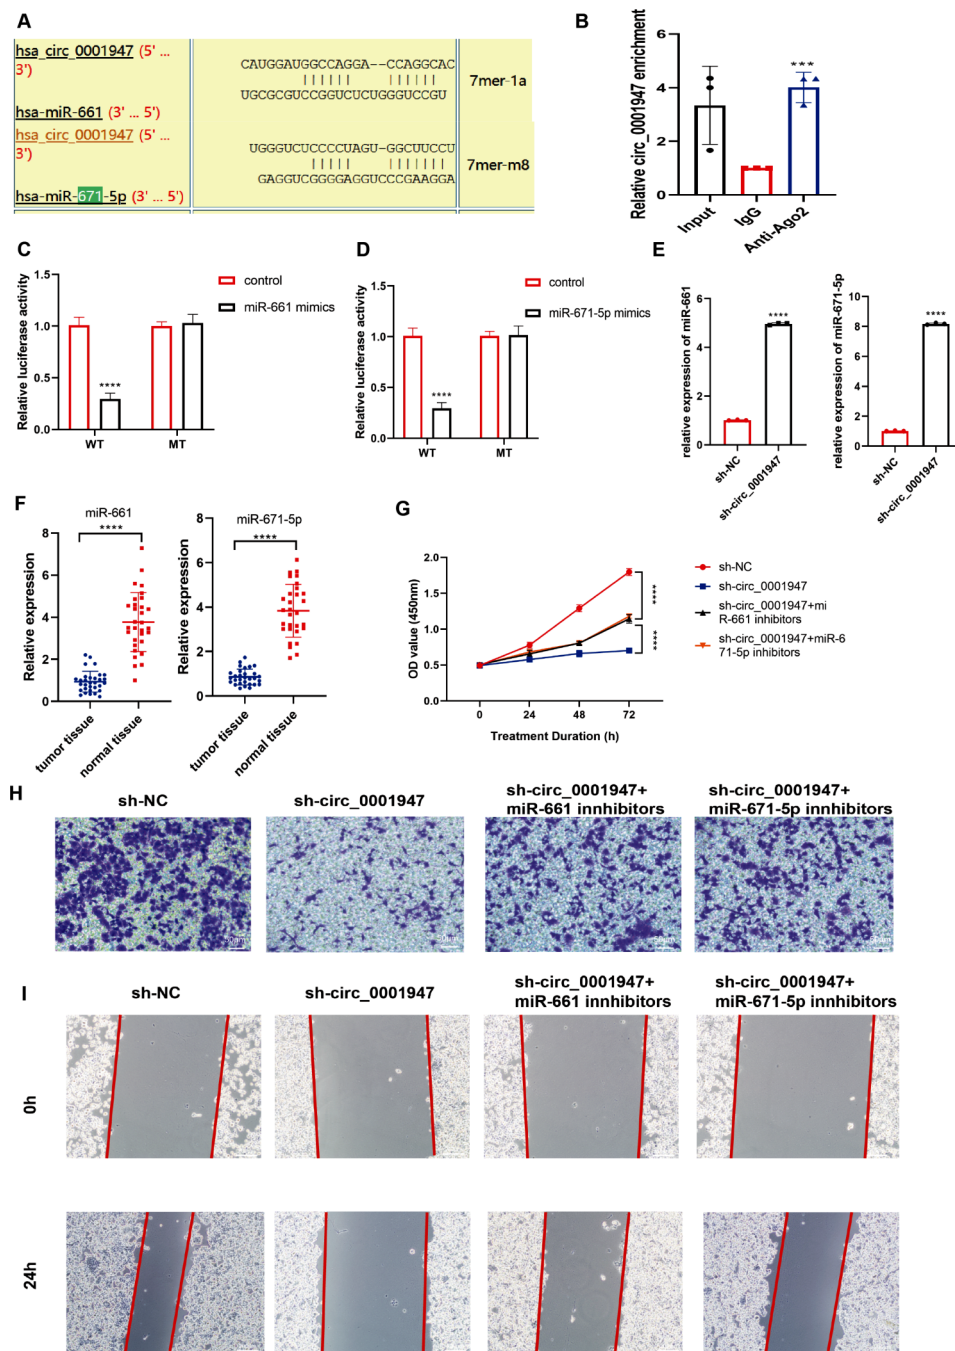 A
hsa_circ_0001947 (5' ...
3')
hsa-miR-661 (3' ... 5')
CAUGGAUGGCCAGGA--CCAGGCAC
UGCGCGUCCGGUCUCUGGGUCCGU
7mer-1a
hsa_circ_0001947 (5' ...
3')
hsa-miR-671-5p (3' ... 5')
UGGGUCUCCCCUAGU-GGCUUCCU
GAGGUCGGGGAGGUCCCGAAGGA
7mer-m8
B
Relative circ_0001947 enrichment
6
4
2
0
***
Input
IgG
Anti-Ago2
C
Relative luciferase activity
1.5
1.0
0.5
0.0
****
WT
MT
control
miR-661 mimics
D
Relative luciferase activity
1.5
1.0
0.5
0.0
****
WT
MT
control
miR-671-5p mimics
E
relative expression of miR-661
6
4
2
0
****
sh-NC
sh-circ_0001947
relative expression of miR-671-5p
10
8
6
4
2
0
****
sh-NC
sh-circ_0001947
F
miR-661
****
Relative expression
8
6
4
2
0
tumor tissue
normal tissue
miR-671-5p
****
Relative expression
8
6
4
2
0
tumor tissue
normal tissue
G
OD value (450nm)
2.0
1.5
1.0
0.5
0.0
0
24
48
72
Treatment Duration (h)
****
****
sh-NC
sh-circ_0001947
sh-circ_0001947+mi
R-661 inhibitors
sh-circ_0001947+miR-6
71-5p inhibitors
H
sh-NC
sh-circ_0001947
sh-circ_0001947+
miR-661 innhibitors
sh-circ_0001947+
miR-671-5p innhibitors
50μm
50μm
50μm
50μm
I
sh-NC
sh-circ_0001947
sh-circ_0001947+
miR-661 innhibitors
sh-circ_0001947+
miR-671-5p innhibitors
0h
24h